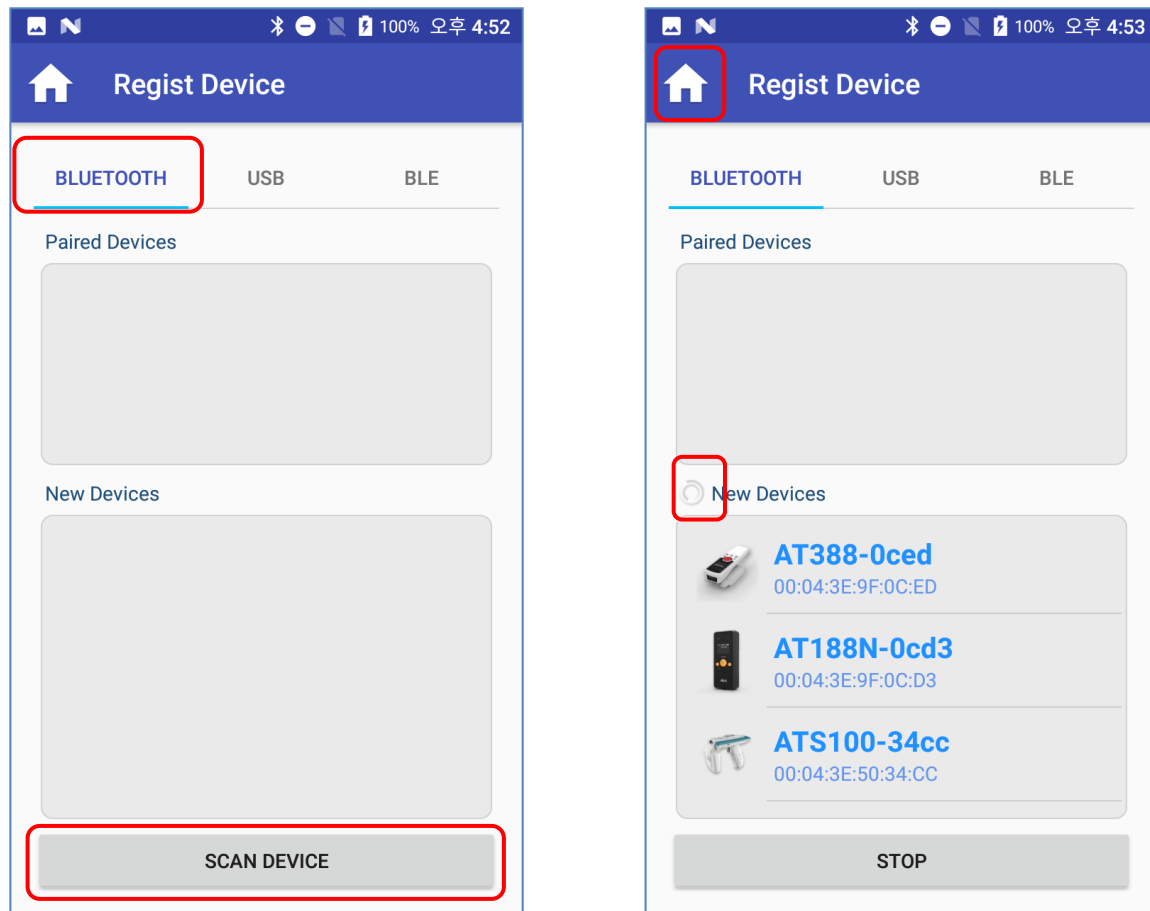 100% 오후 4:52
Regist Device
BLUETOOTH USB BLE
Paired Devices
New Devices
SCAN DEVICE
100% 오후 4:53
Regist Device
BLUETOOTH USB BLE
Paired Devices
New Devices
AT388-0ced
00:04:3E:9F:0C:ED
AT188N-0cd3
00:04:3E:9F:0C:D3
ATS100-34cc
00:04:3E:50:34:CC
STOP